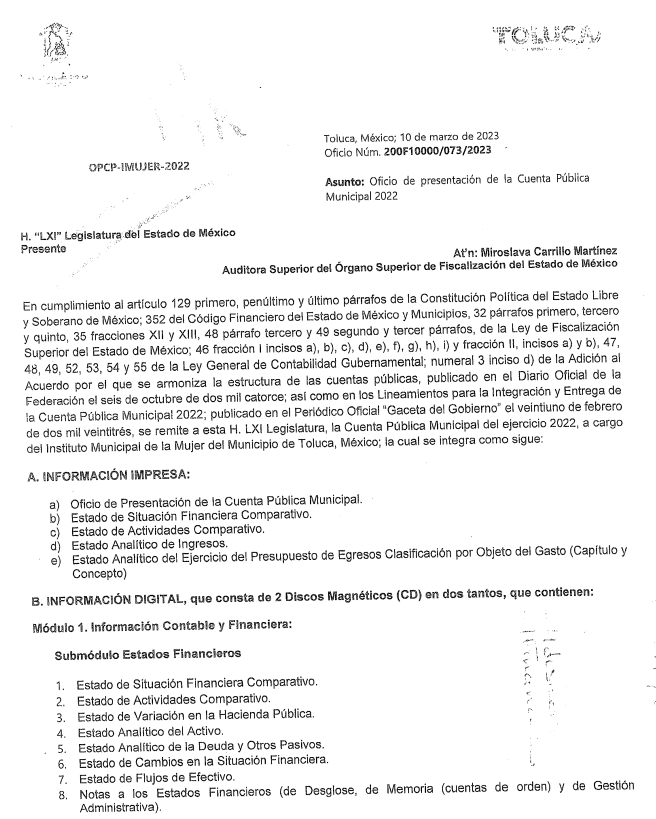 TOLUCA
Toluca, México; 10 de marzo de 2023
Oficio Núm. 200F10000/073/2023
OPCP-IMUJER-2022
Asunto: Oficio de presentación de la Cuenta Pública
Municipal 2022
H. "LXI" Legislatura del Estado de México
Presente
At'n: Miroslava Carrillo Martínez
Auditora Superior del Órgano Superior de Fiscalización del Estado de México
En cumplimiento al artículo 129 primero, penúltimo y último párrafos de la Constitución Política del Estado Libre
y Soberano de México; 352 del Código Financiero del Estado de México y Municipios, 32 párrafos primero, tercero
y quinto, 35 fracciones XII y XIII, 48 párrafo tercero y 49 segundo y tercer párrafos, de la Ley de Fiscalización
Superior del Estado de México; 46 fracción I incisos a), b), c), d), e), f), g), h), i) y fracción II, incisos a) y b), 47,
48, 49, 52, 53, 54 y 55 de la Ley General de Contabilidad Gubernamental; numeral 3 inciso d) de la Adición al
Acuerdo por el que se armoniza la estructura de las cuentas públicas, publicado en el Diario Oficial de la
Federación el seis de octubre de dos mil catorce; así como en los Lineamientos para la Integración y Entrega de
la Cuenta Pública Municipal 2022; publicado en el Periódico Oficial "Gaceta del Gobierno" el veintiuno de febrero
de dos mil veintitrés, se remite a esta H. LXI Legislatura, la Cuenta Pública Municipal del ejercicio 2022, a cargo
del Instituto Municipal de la Mujer del Municipio de Toluca, México; la cual se integra como sigue:
A. INFORMACIÓN IMPRESA:
a) Oficio de Presentación de la Cuenta Pública Municipal.
b) Estado de Situación Financiera Comparativo.
c) Estado de Actividades Comparativo.
d) Estado Analítico de Ingresos.
e) Estado Analítico del Ejercicio del Presupuesto de Egresos Clasificación por Objeto del Gasto (Capítulo y
Concepto)
B. INFORMACIÓN DIGITAL, que consta de 2 Discos Magnéticos (CD) en dos tantos, que contienen:
Módulo 1. Información Contable y Financiera:
Submódulo Estados Financieros
1. Estado de Situación Financiera Comparativo.
2. Estado de Actividades Comparativo.
3. Estado de Variación en la Hacienda Pública.
4. Estado Analítico del Activo.
5. Estado Analítico de la Deuda y Otros Pasivos.
6. Estado de Cambios en la Situación Financiera.
7. Estado de Flujos de Efectivo.
8. Notas a los Estados Financieros (de Desglose, de Memoria (cuentas de orden) y de Gestión
Administrativa).